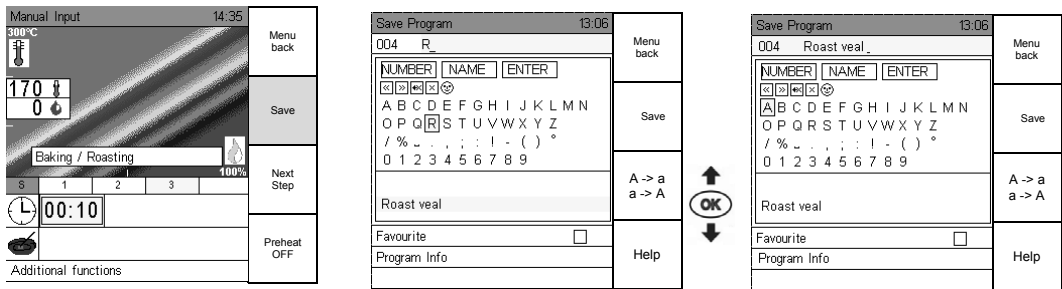 Manual Input 14:35
300°C
170
0
Baking / Roasting
100%
S 1 2 3
00:10
Additional functions
Menu
back
Save
Next
Step
Preheat
OFF
Save Program 13:06
004 R_
NUMBER NAME ENTER
A B C D E F G H I J K L M N
O P Q R S T U V W X Y Z
/ % ˽ . , ; : ! - ( ) °
0 1 2 3 4 5 6 7 8 9
Roast veal
Favourite
Program Info
Menu
back
Save
A -> a
a -> A
Help
OK
Save Program 13:06
004 Roast veal_
NUMBER NAME ENTER
A B C D E F G H I J K L M N
O P Q R S T U V W X Y Z
/ % ˽ . , ; : ! - ( ) °
0 1 2 3 4 5 6 7 8 9
Roast veal
Favourite
Program Info
Menu
back
Save
A -> a
a -> A
Help